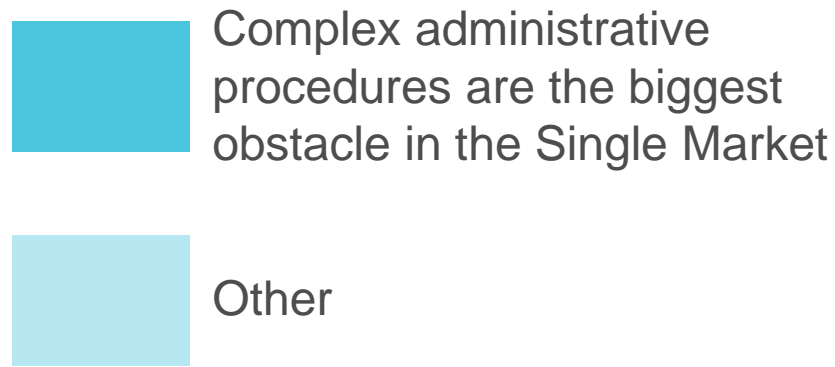 Complex administrative
procedures are the biggest
obstacle in the Single Market
Other